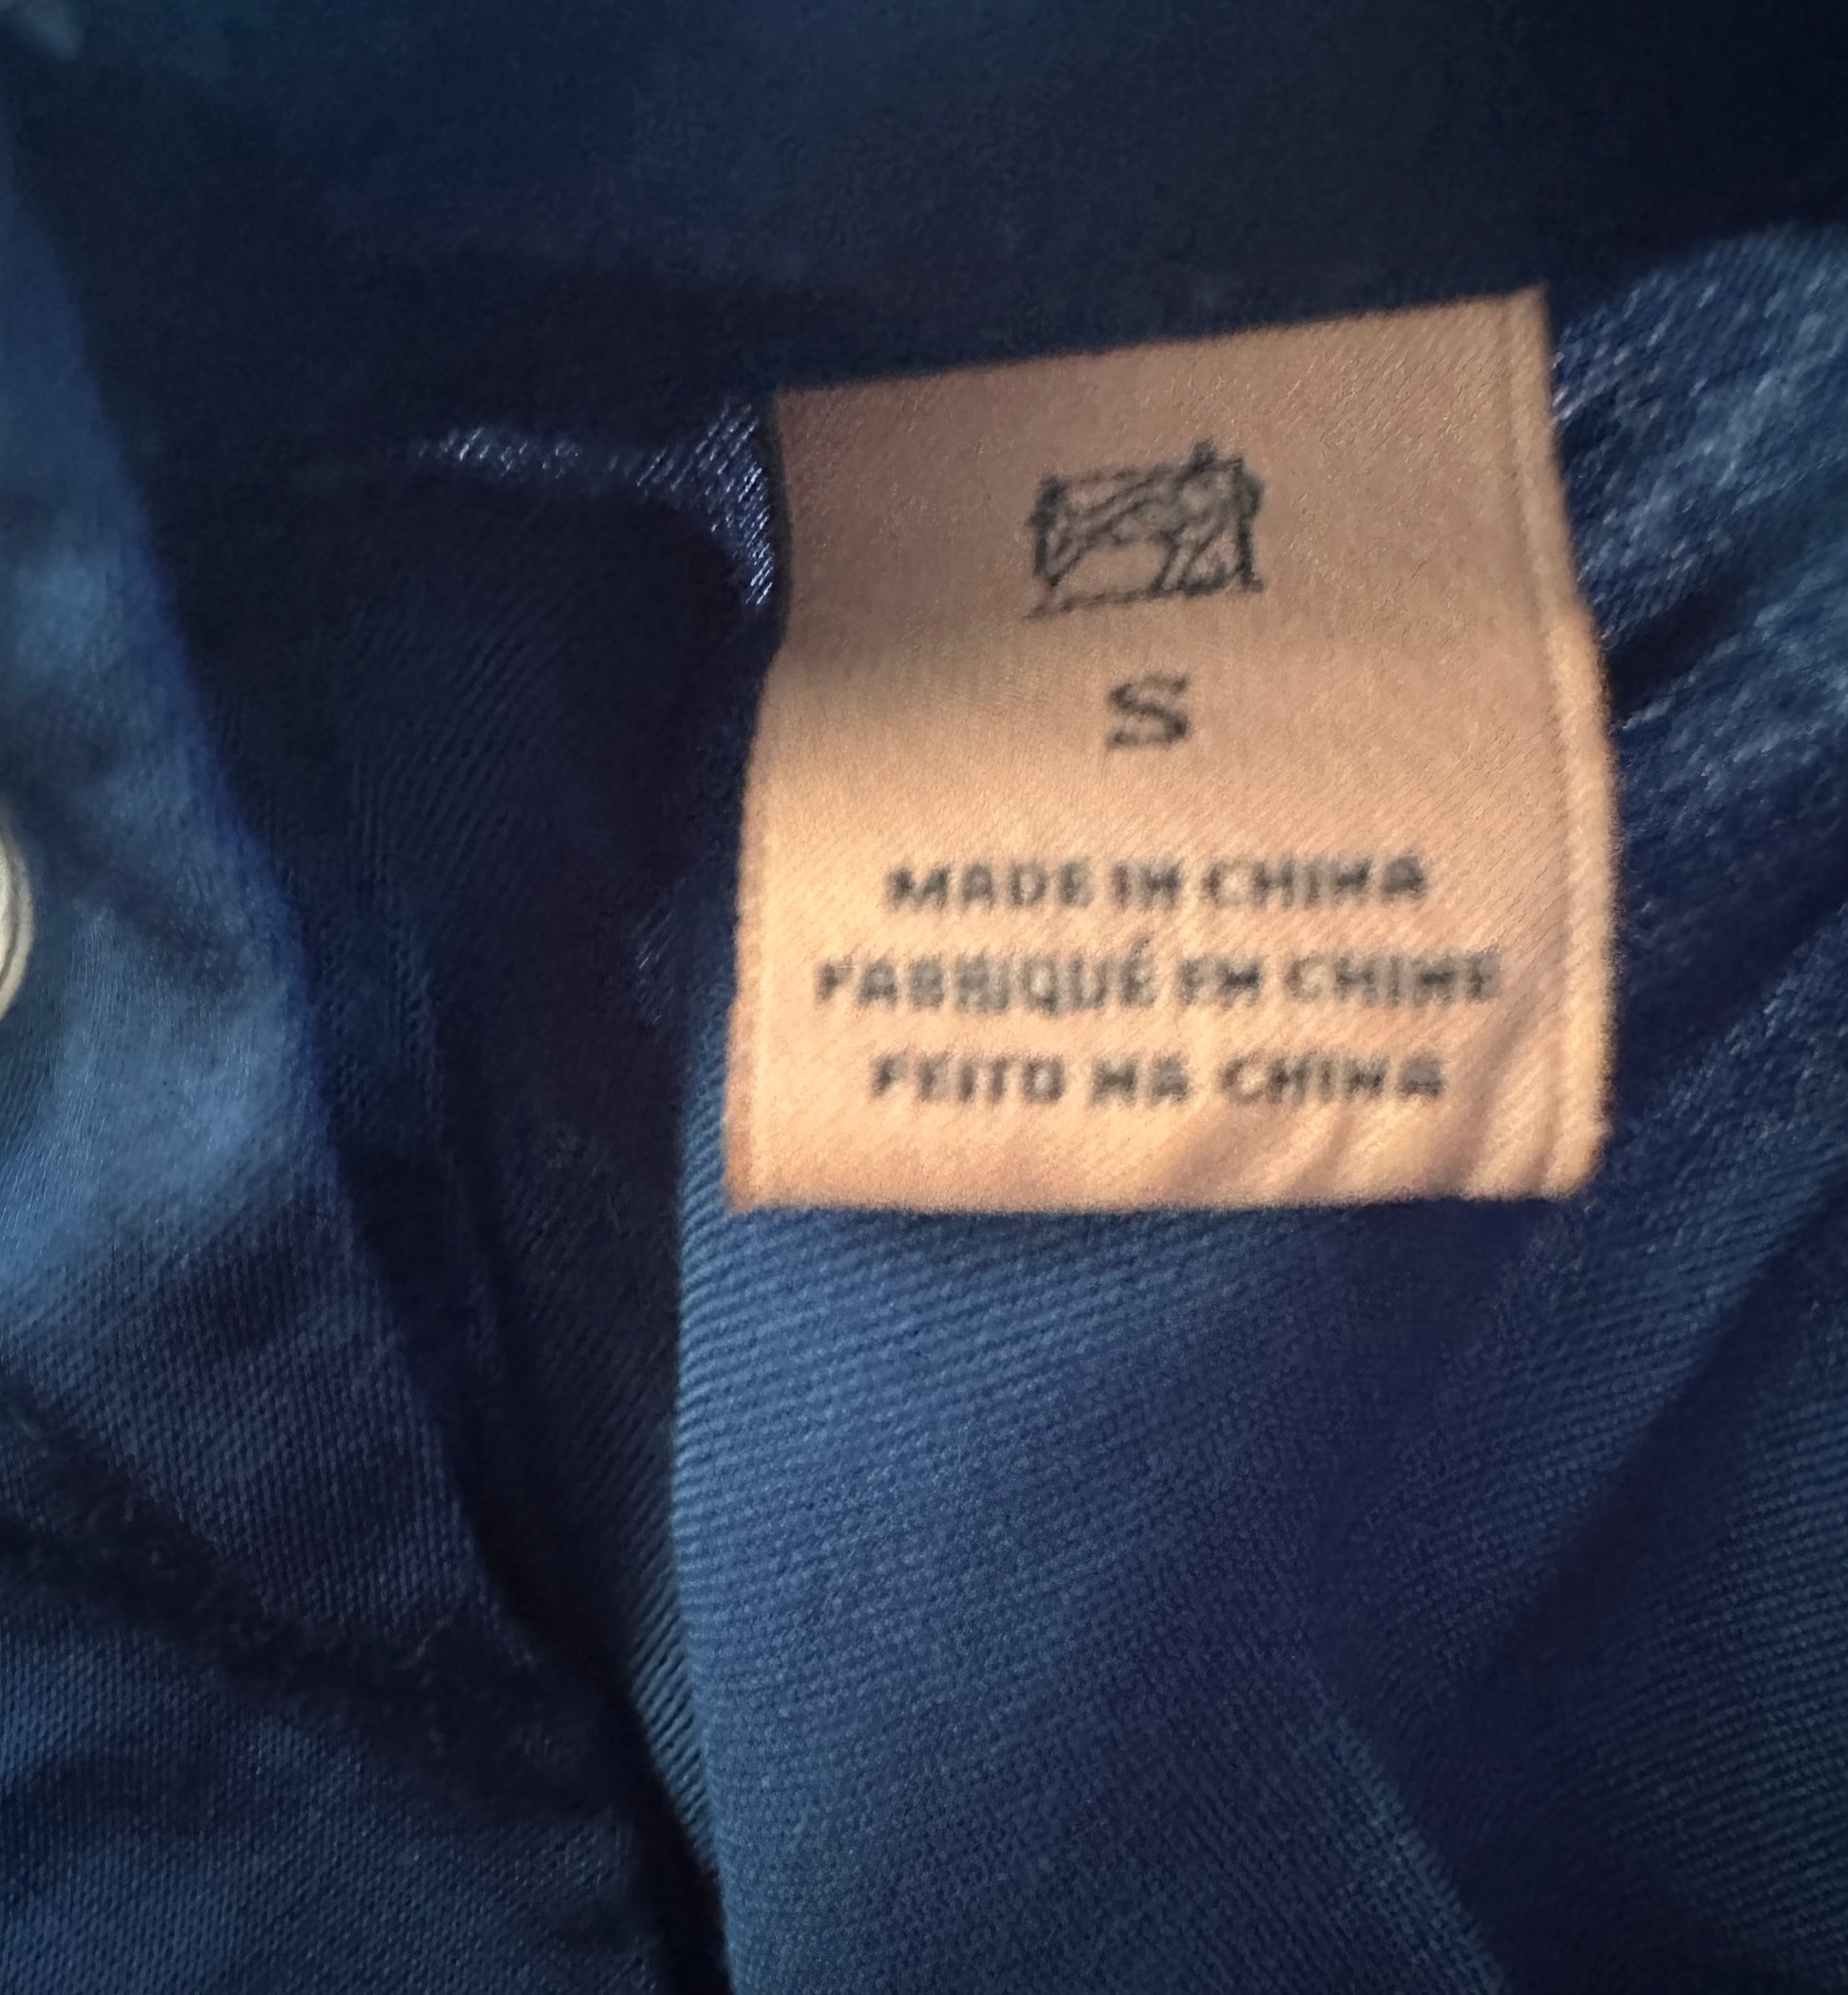 S
MADE IN CHINA
FABRIQUÉ EN CHINE
FEITO NA CHINA